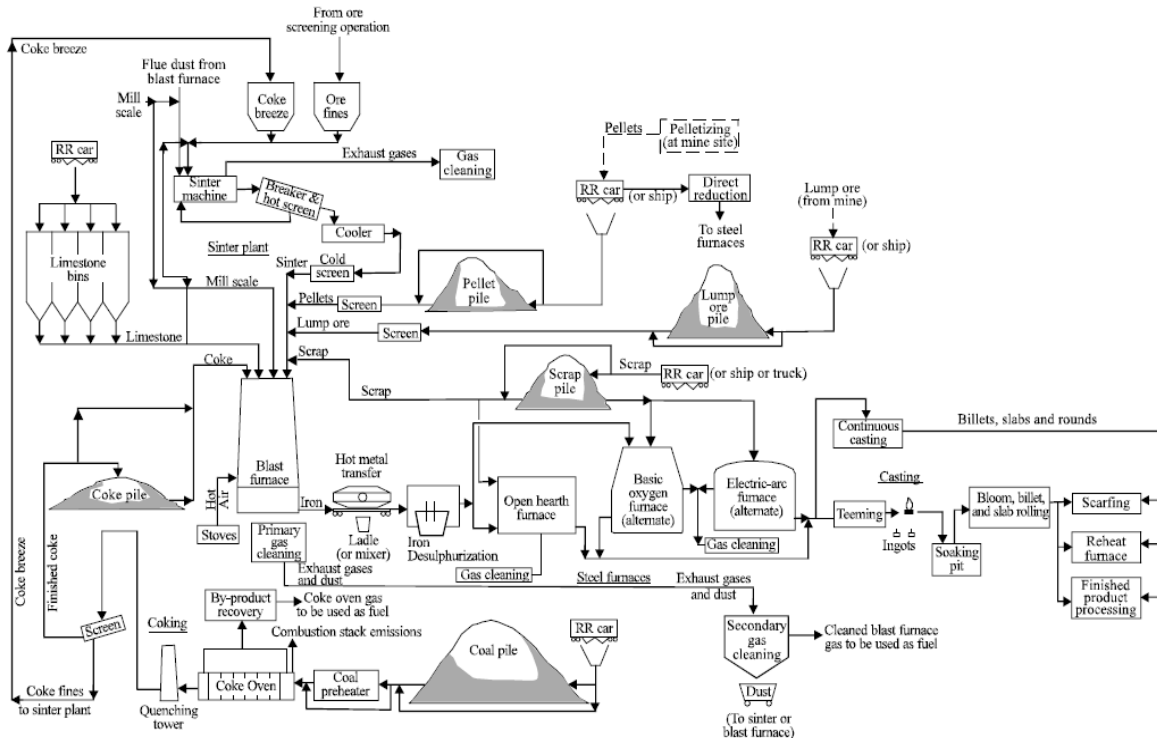 From ore
screening operation
Coke breeze
Flue dust from
blast furnace
Mill
scale
Coke
breeze
Ore
fines
RR car
Exhaust gases
Gas
cleaning
Pellets
Pelletizing
(at mine site)
Sinter
machine
Breaker &
hot screen
RR car
(or ship)
Direct
reduction
Lump ore
(from mine)
To steel
furnaces
RR car
(or ship)
Cooler
Limestone
bins
Sinter plant
Sinter
Cold
screen
Mill scale
Pellets
Screen
Pellet
pile
Lump
ore
pile
Lump ore
Screen
Limestone
Coke
Scrap
Scrap
Scrap
pile
Scrap
RR car
(or ship or truck)
Continuous
casting
Billets, slabs and rounds
Coke pile
Hot
Air
Blast
furnace
Hot metal
transfer
Iron
Stoves
Ladle
(or mixer)
Iron
Desulphurization
Open hearth
furnace
Basic
oxygen
furnace
(alternate)
Electric-arc
furnace
(alternate)
Casting
Teeming
Ingots
Soaking
pit
Bloom, billet,
and slab rolling
Scarfing
Reheat
furnace
Finished
product
processing
Primary
gas
cleaning
Exhaust gases
and dust
Gas cleaning
Gas cleaning
Steel furnaces
Exhaust gases
and dust
Coke breeze
Finished coke
Screen
Coking
By-product
recovery
Coke oven gas
to be used as fuel
Combustion stack emissions
Coke Oven
Coal
preheater
Coal pile
RR car
Secondary
gas
cleaning
Cleaned blast furnace
gas to be used as fuel
Dust
(To sinter or
blast furnace)
Coke fines
to sinter plant
Quenching
tower